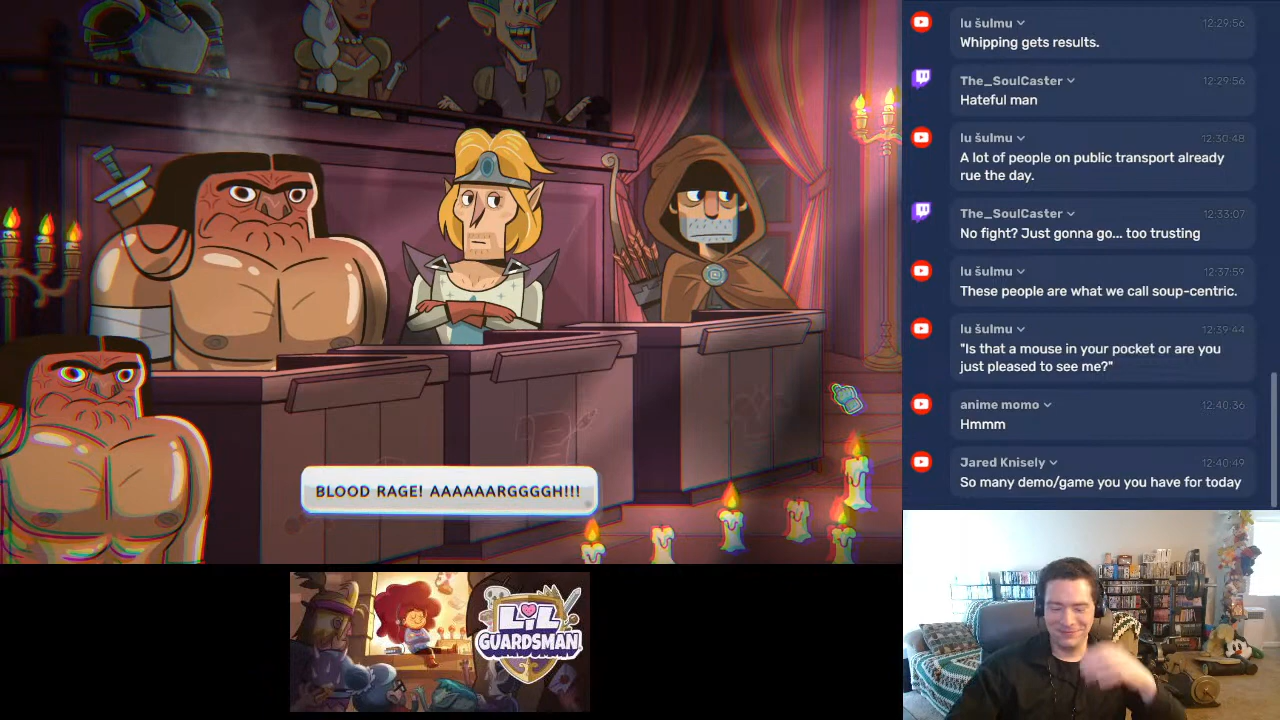 BLOOD RAGE! AAAAAARGGGGH!!!
LiL
GUARDSMAN
lu šulmu
12:29:56
Whipping gets results.
The_SoulCaster
12:29:56
Hateful man
lu šulmu
12:30:48
A lot of people on public transport already
rue the day.
The_SoulCaster
12:33:07
No fight? Just gonna go... too trusting
lu šulmu
12:37:59
These people are what we call soup-centric.
lu šulmu
12:39:44
"Is that a mouse in your pocket or are you
just pleased to see me?"
anime momo
12:40:36
Hmmm
Jared Knisely
12:40:49
So many demo/game you you have for today